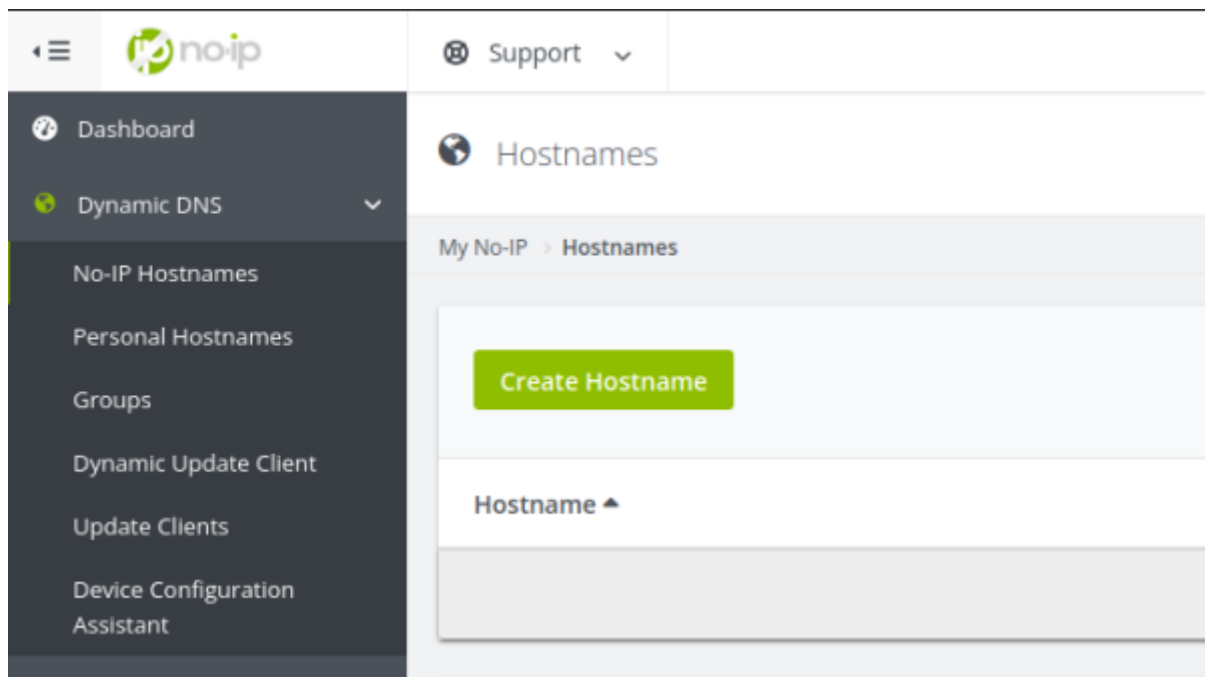 no-ip
Support
Dashboard
Hostnames
Dynamic DNS
My No-IP > Hostnames
No-IP Hostnames
Personal Hostnames
Create Hostname
Groups
Dynamic Update Client
Hostname
Update Clients
Device Configuration
Assistant